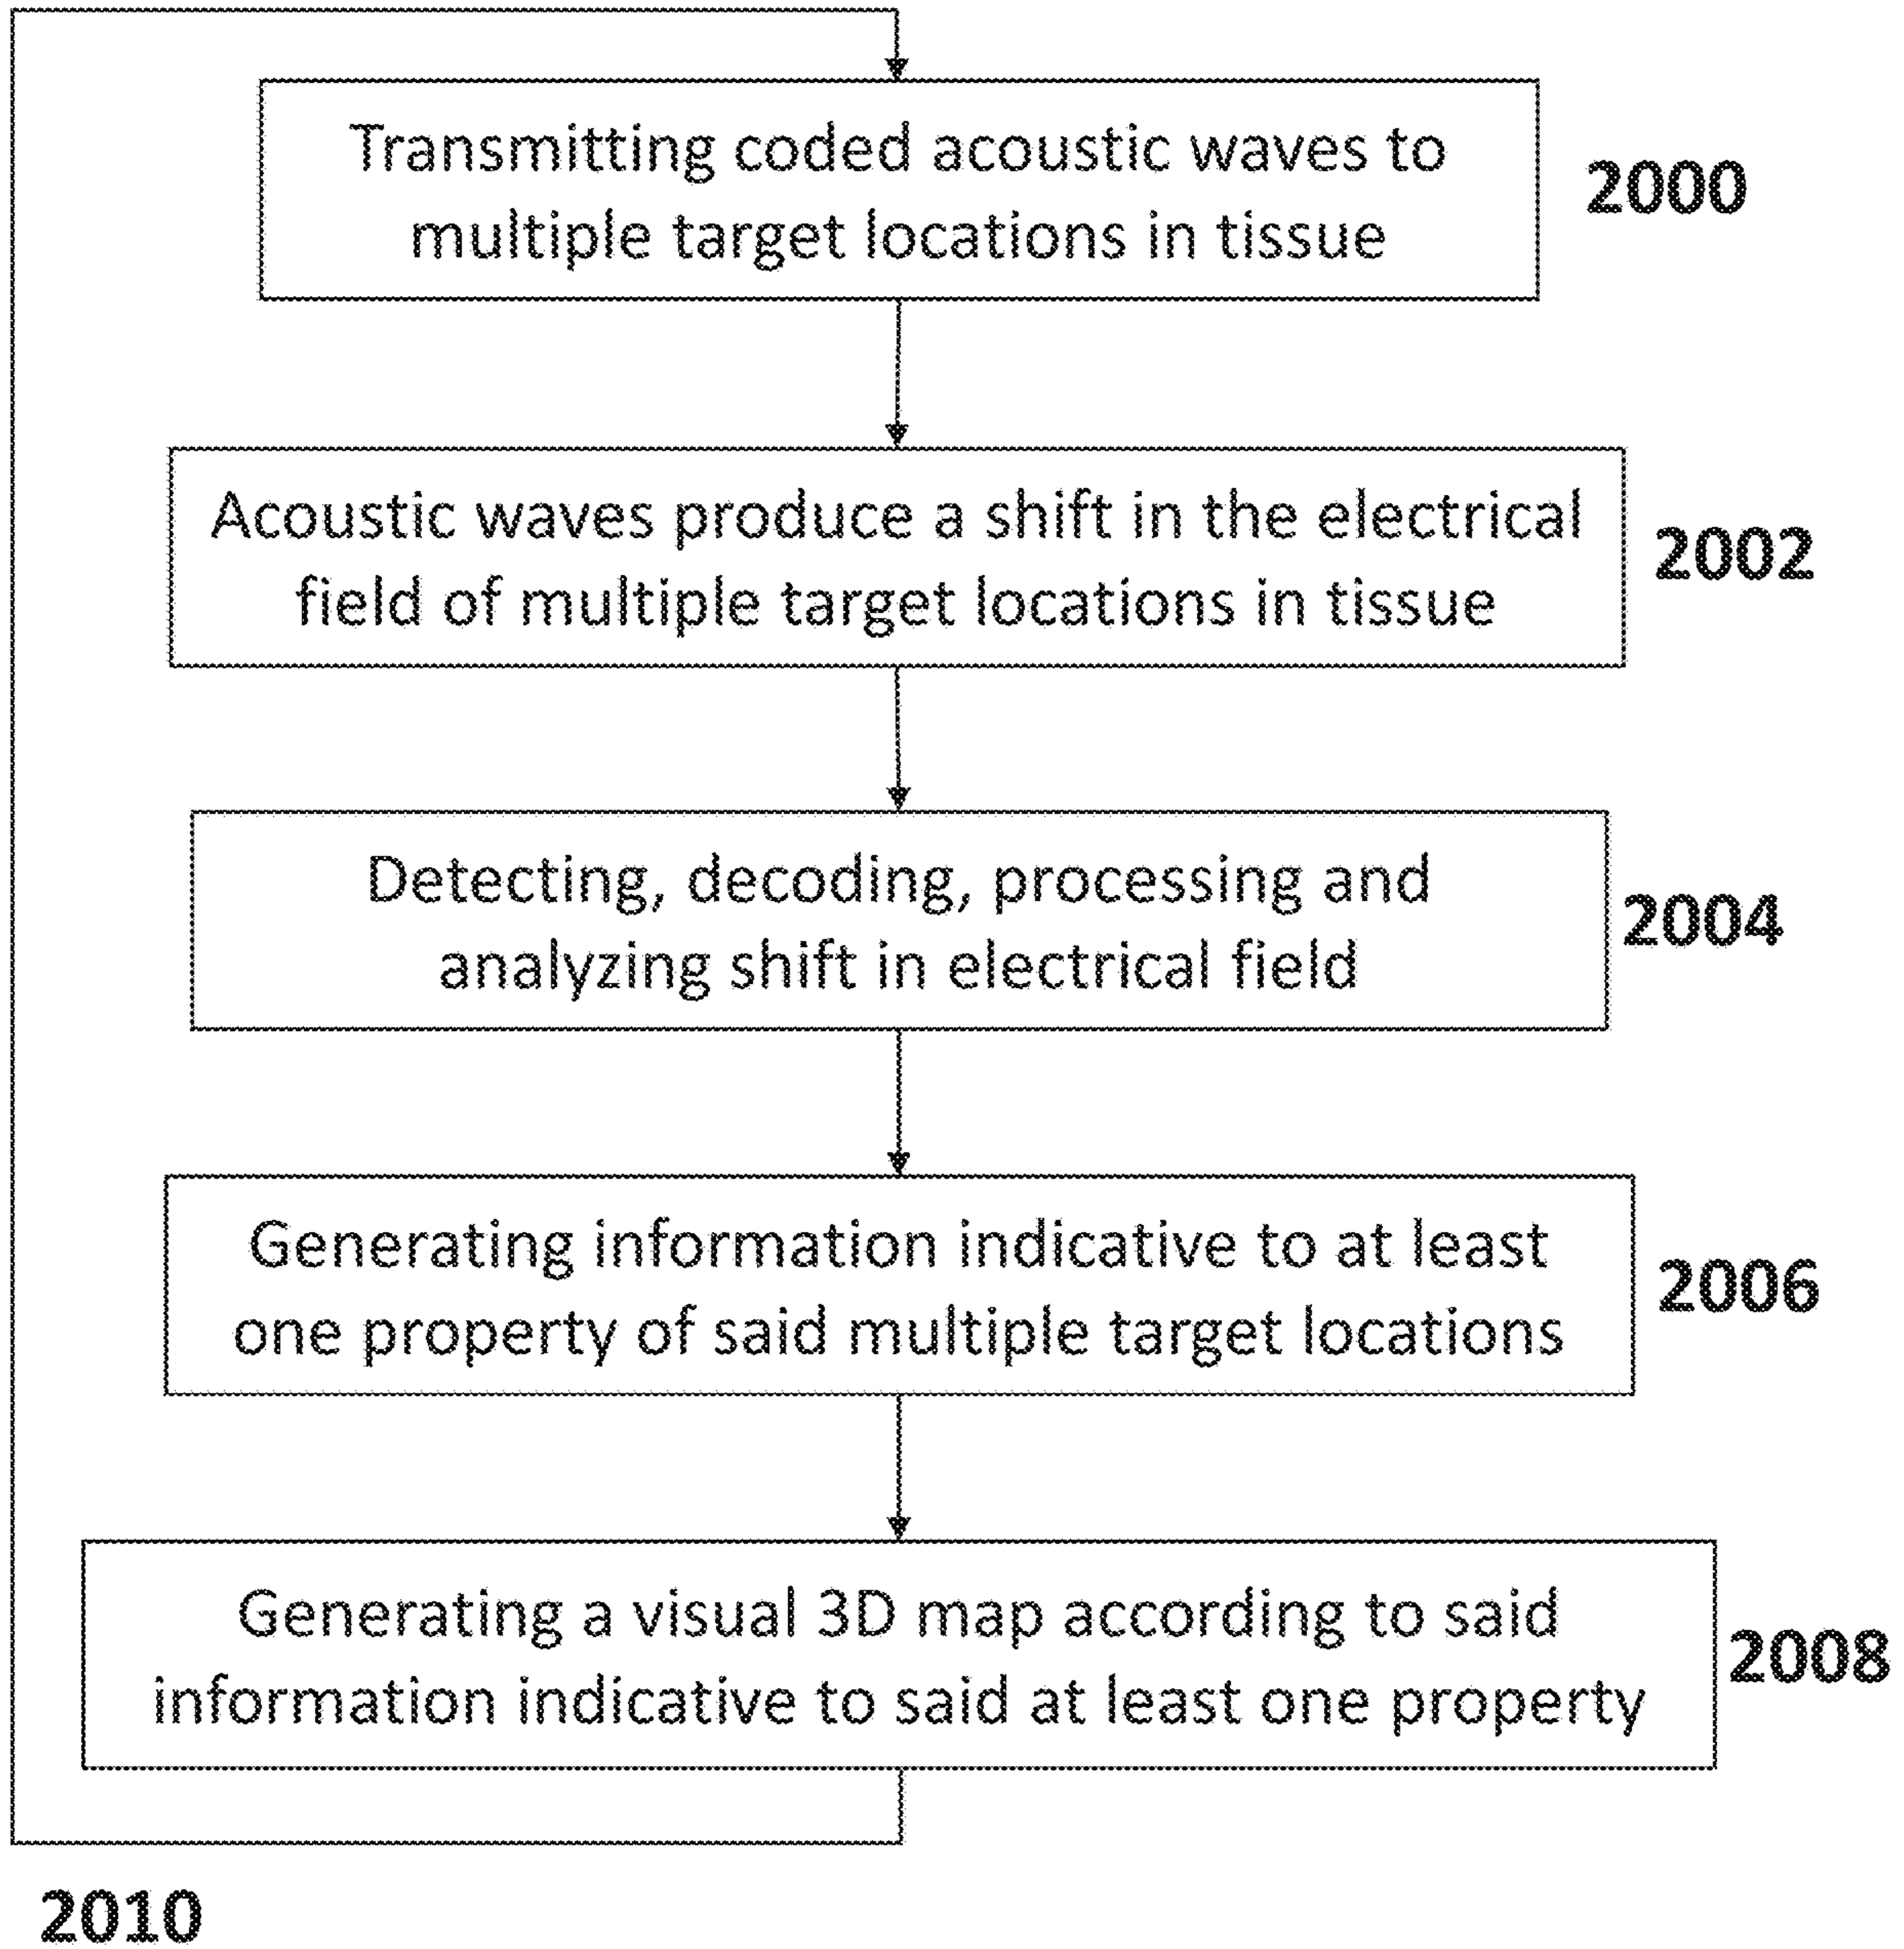 Transmitting coded acoustic waves to
multiple target locations in tissue
2000
Acoustic waves produce a shift in the electrical
field of multiple target locations in tissue
2002
Detecting, decoding, processing and
analyzing shift in electrical field
2004
Generating information indicative to at least
one property of said multiple target locations
2006
Generating a visual 3D map according to said
information indicative to said at least one property
2008
2010